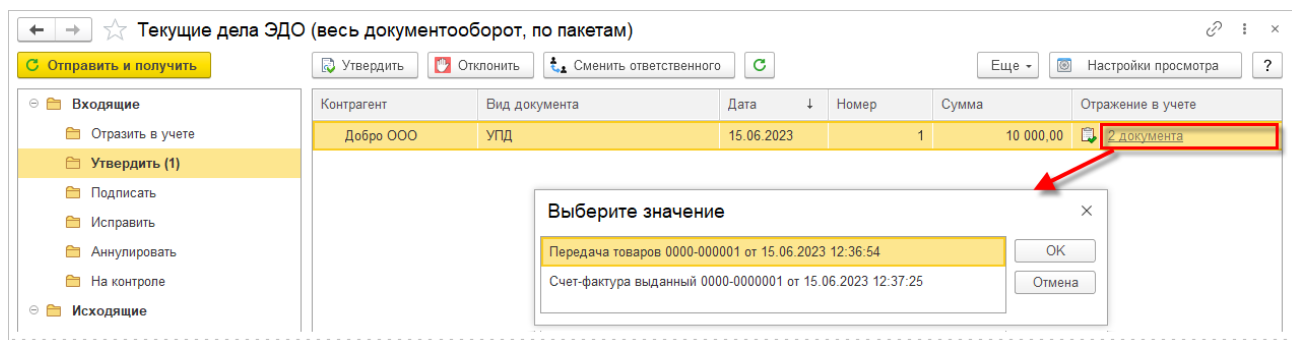 Текущие дела ЭДО (весь документооборот, по пакетам)
Отправить и получить Утвердить Отклонить Сменить ответственного Еще Настройки просмотра ?
Входящие Контрагент Вид документа Дата ↓ Номер Сумма Отражение в учете
Отразить в учете Добро ООО УПД 15.06.2023 1 10 000,00 2 документа
Утвердить (1)
Подписать
Выберите значение
Исправить
Аннулировать Передача товаров 0000-000001 от 15.06.2023 12:36:54 OK
На контроле Счет-фактура выданный 0000-0000001 от 15.06.2023 12:37:25 Отмена
Исходящие